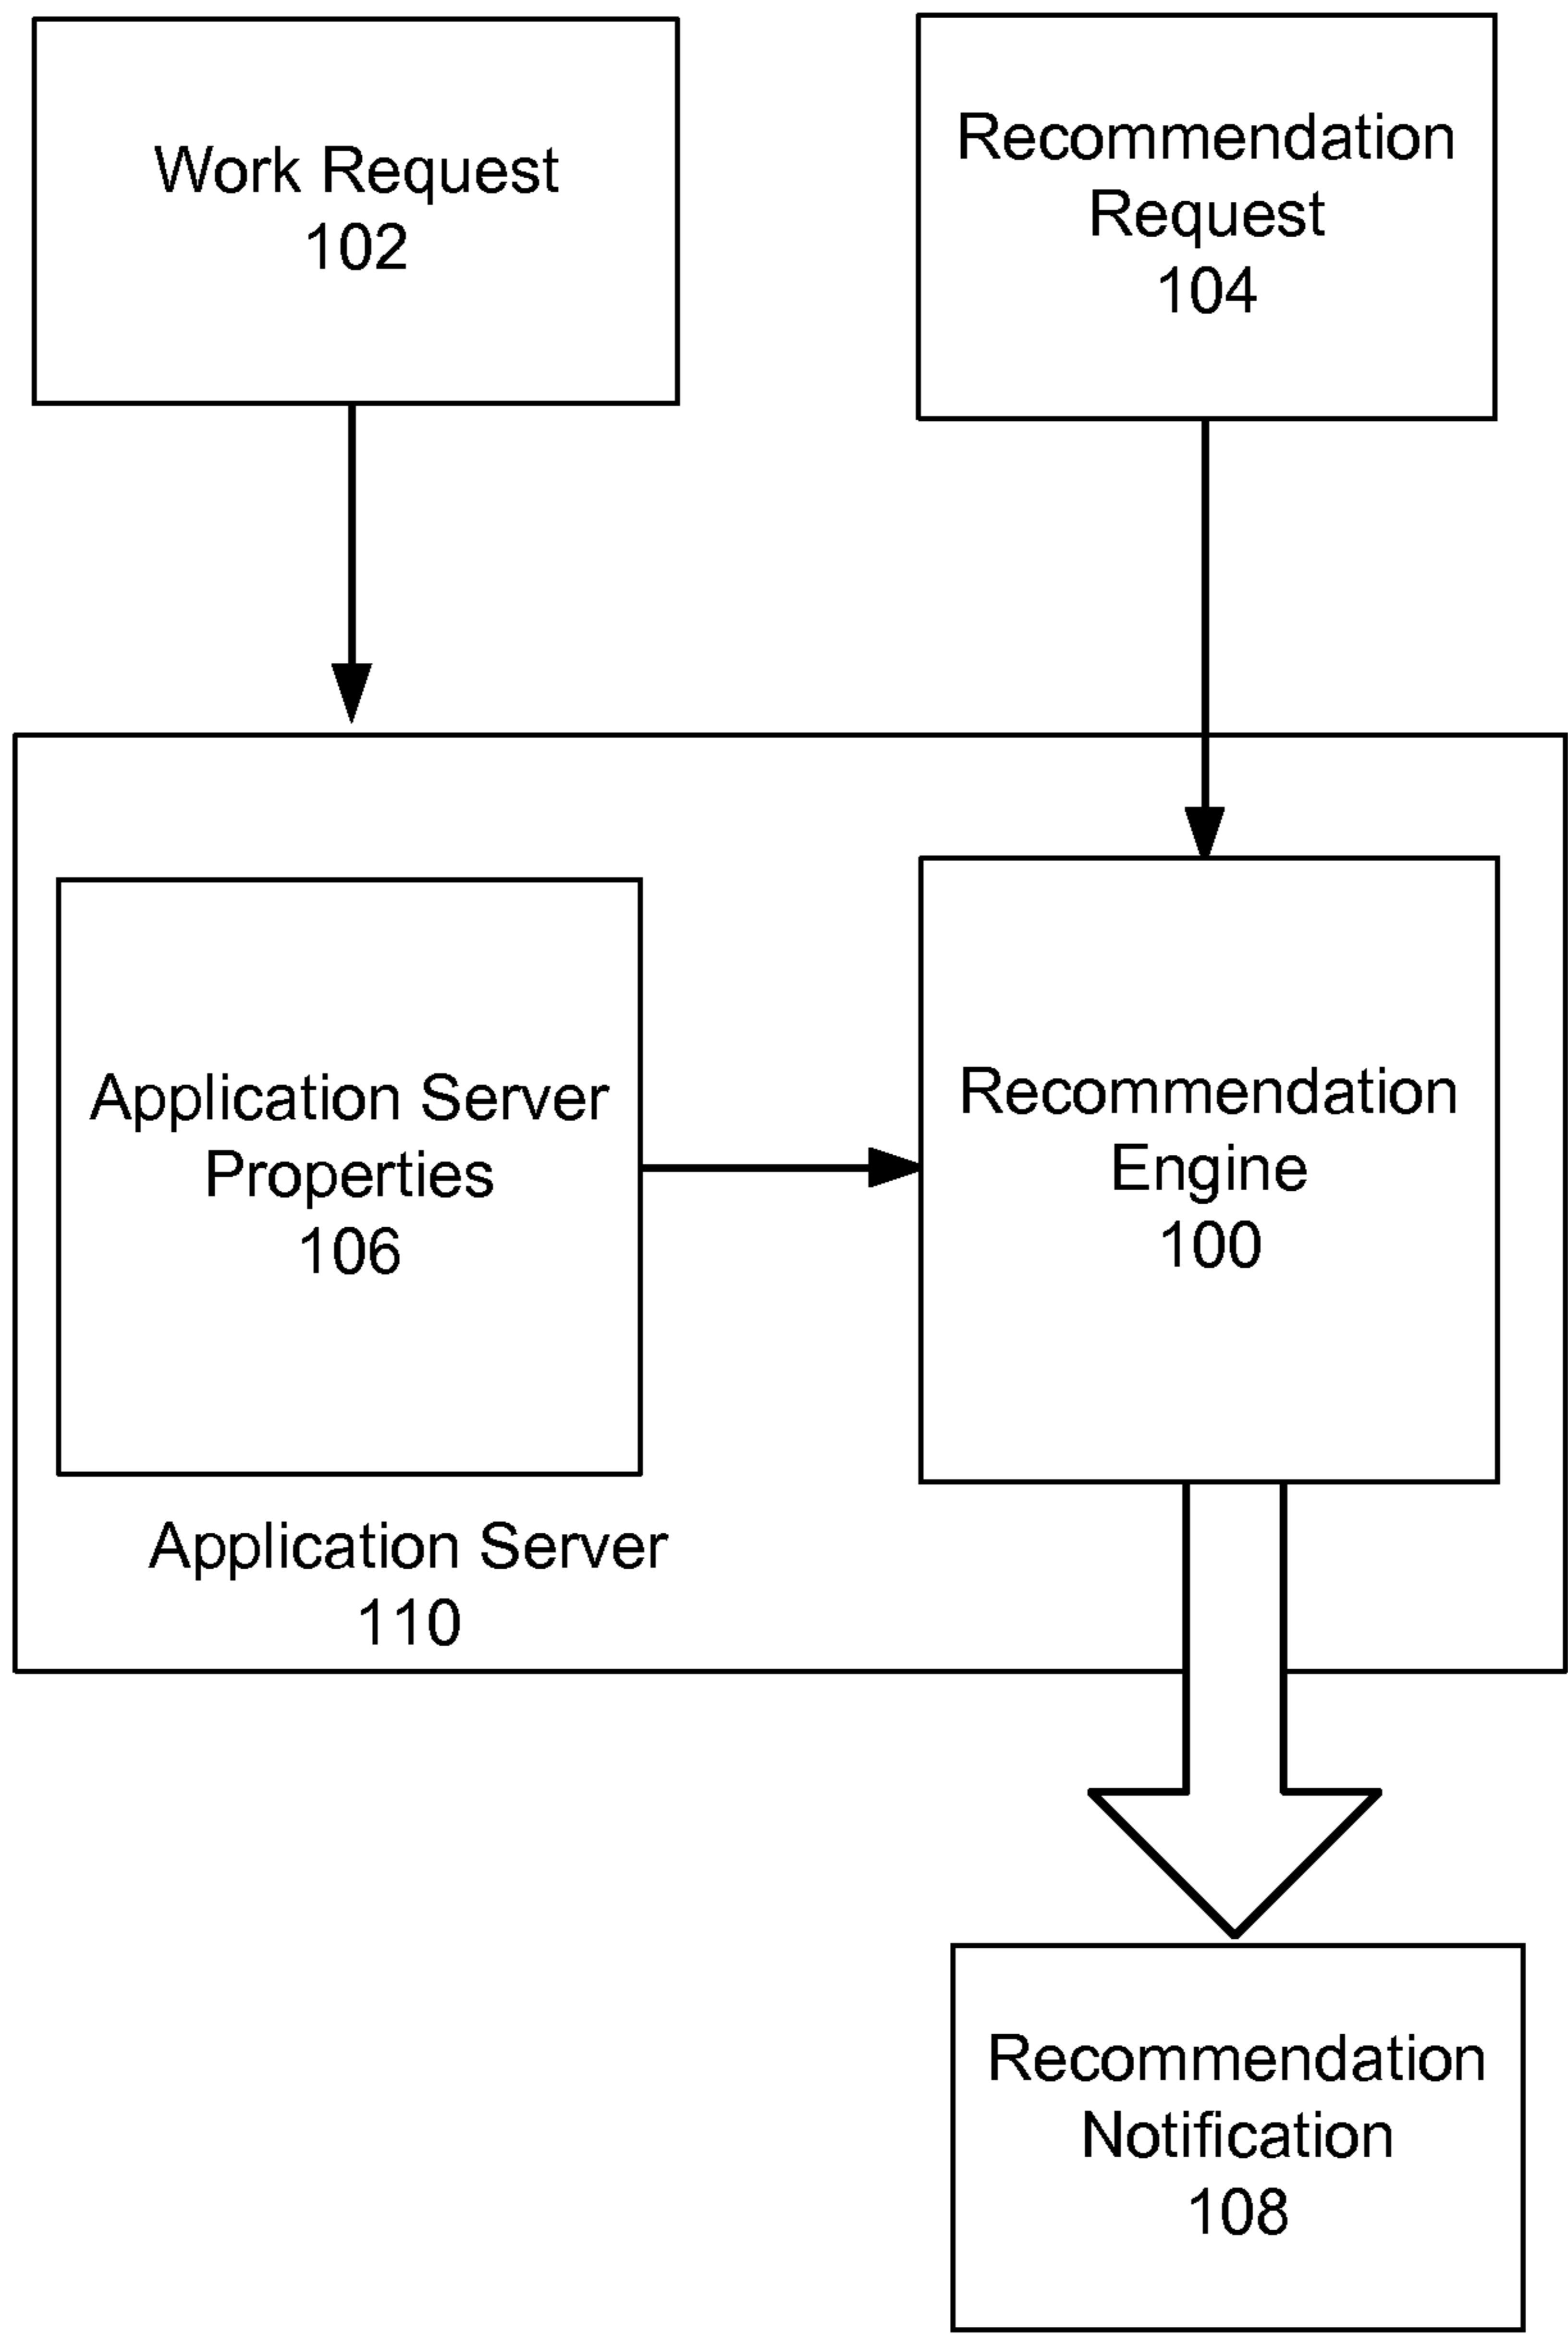 Work Request
102
Recommendation
Request
104
Application Server
Properties
106
Recommendation
Engine
100
Application Server
110
Recommendation
Notification
108